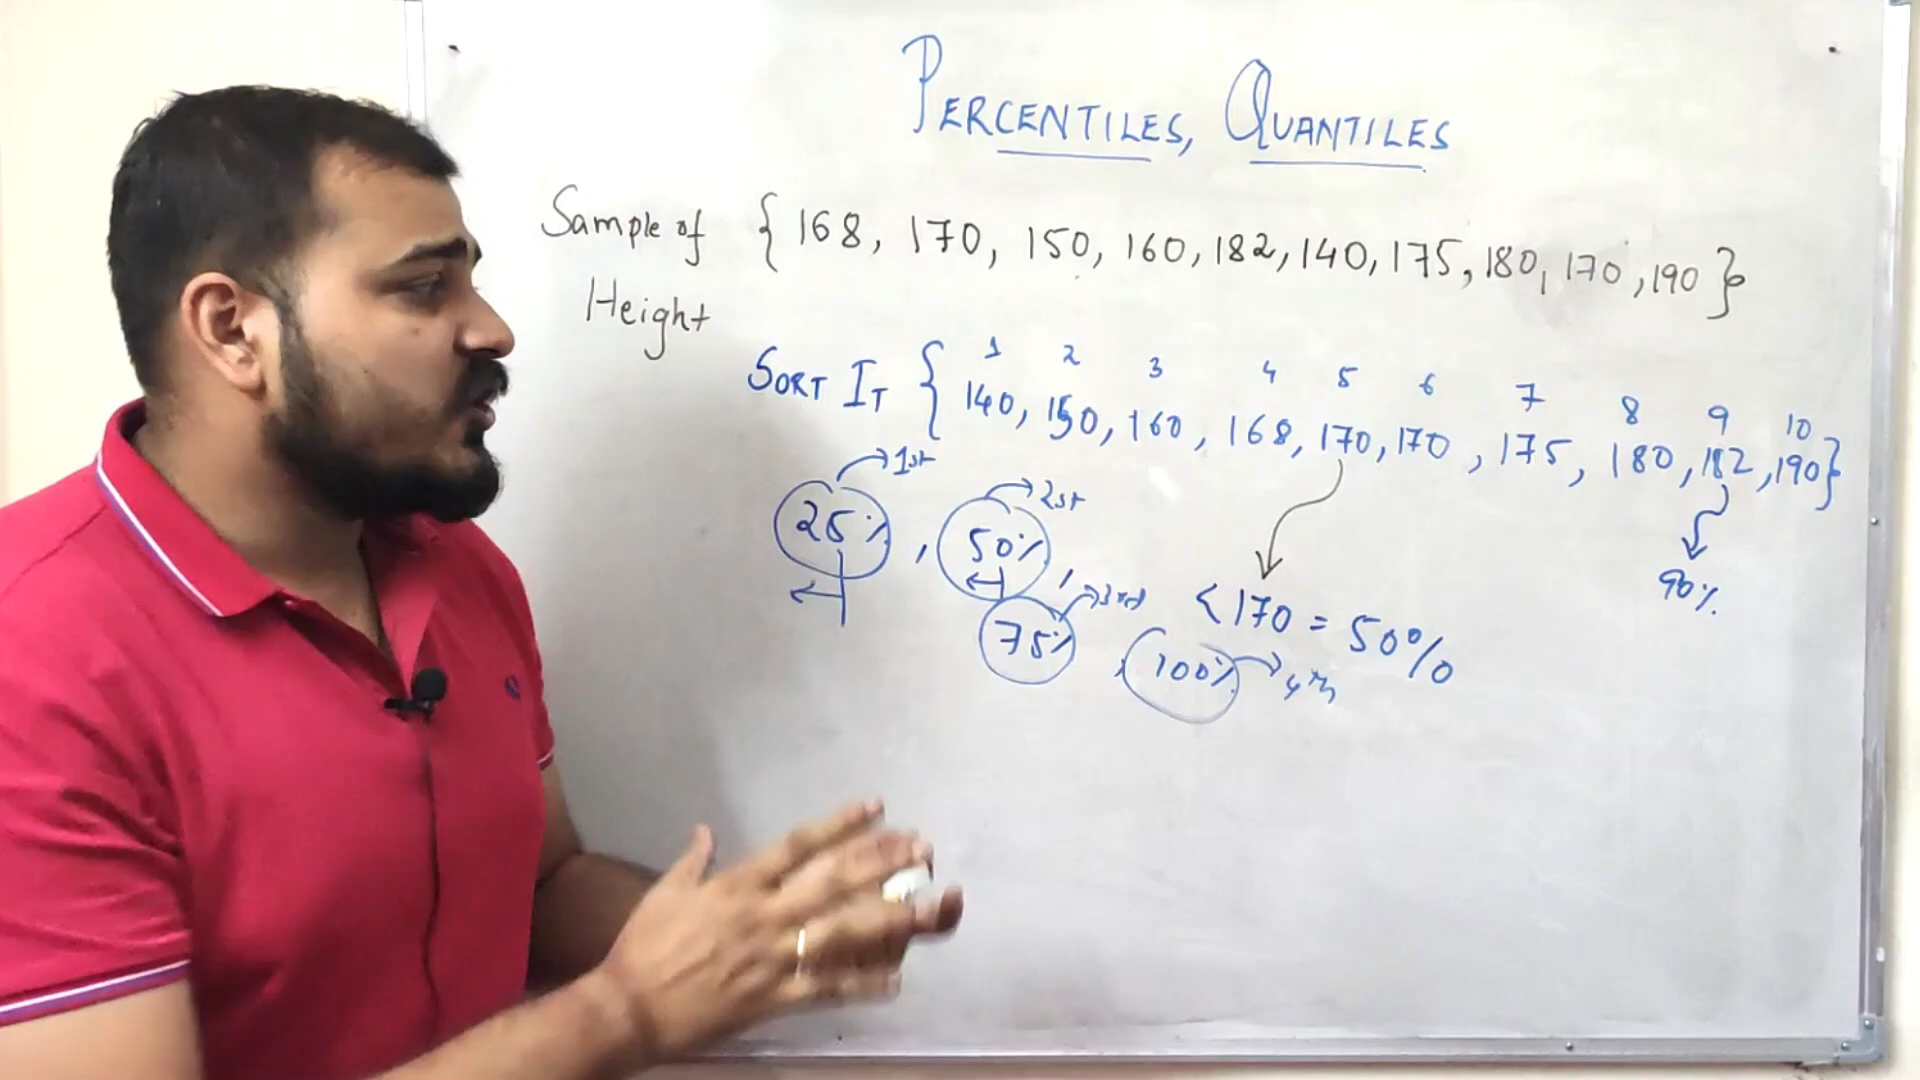 PERCENTILES, QUANTILES
Sample of { 168, 170, 150, 160, 182, 140, 175, 180, 170, 190 }
Height
1 2 3 4 5 6 7 8 9 10
SORT IT { 140, 150, 160, 168, 170, 170, 175, 180, 182, 190 }
1st 2st
25%, 50%,
3rd
75%, 100% 4th
< 170 = 50%
90%